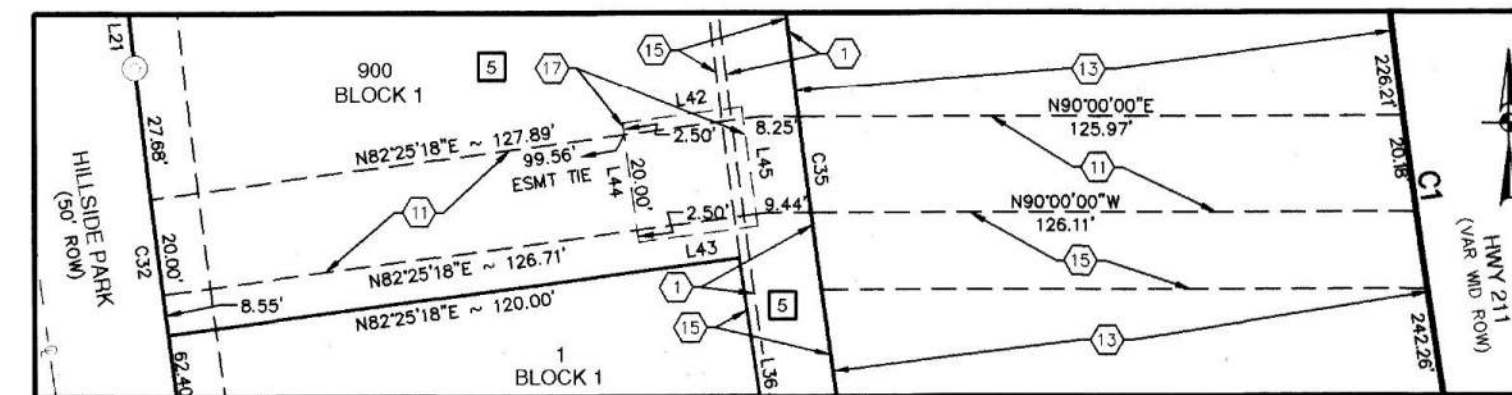 L21
27.68'
HILLSIDE PARK
(50' ROW)
C32
20.00'
62.40
900
BLOCK 1
5
17
15
1
L42
13
226.21'
N82°25'18"E ~ 127.89'
99.56'
ESMT TIE
2.50'
8.25'
N90°00'00"E
125.97'
L44
20.00'
L45
C35
11
11
20.18'
C1
HWY 211
(VAR WID ROW)
2.50'
9.44'
N90°00'00"W
126.11'
N82°25'18"E ~ 126.71'
L43
8.55'
N82°25'18"E ~ 120.00'
1
5
15
15
13
242.26'
1
BLOCK 1
L36